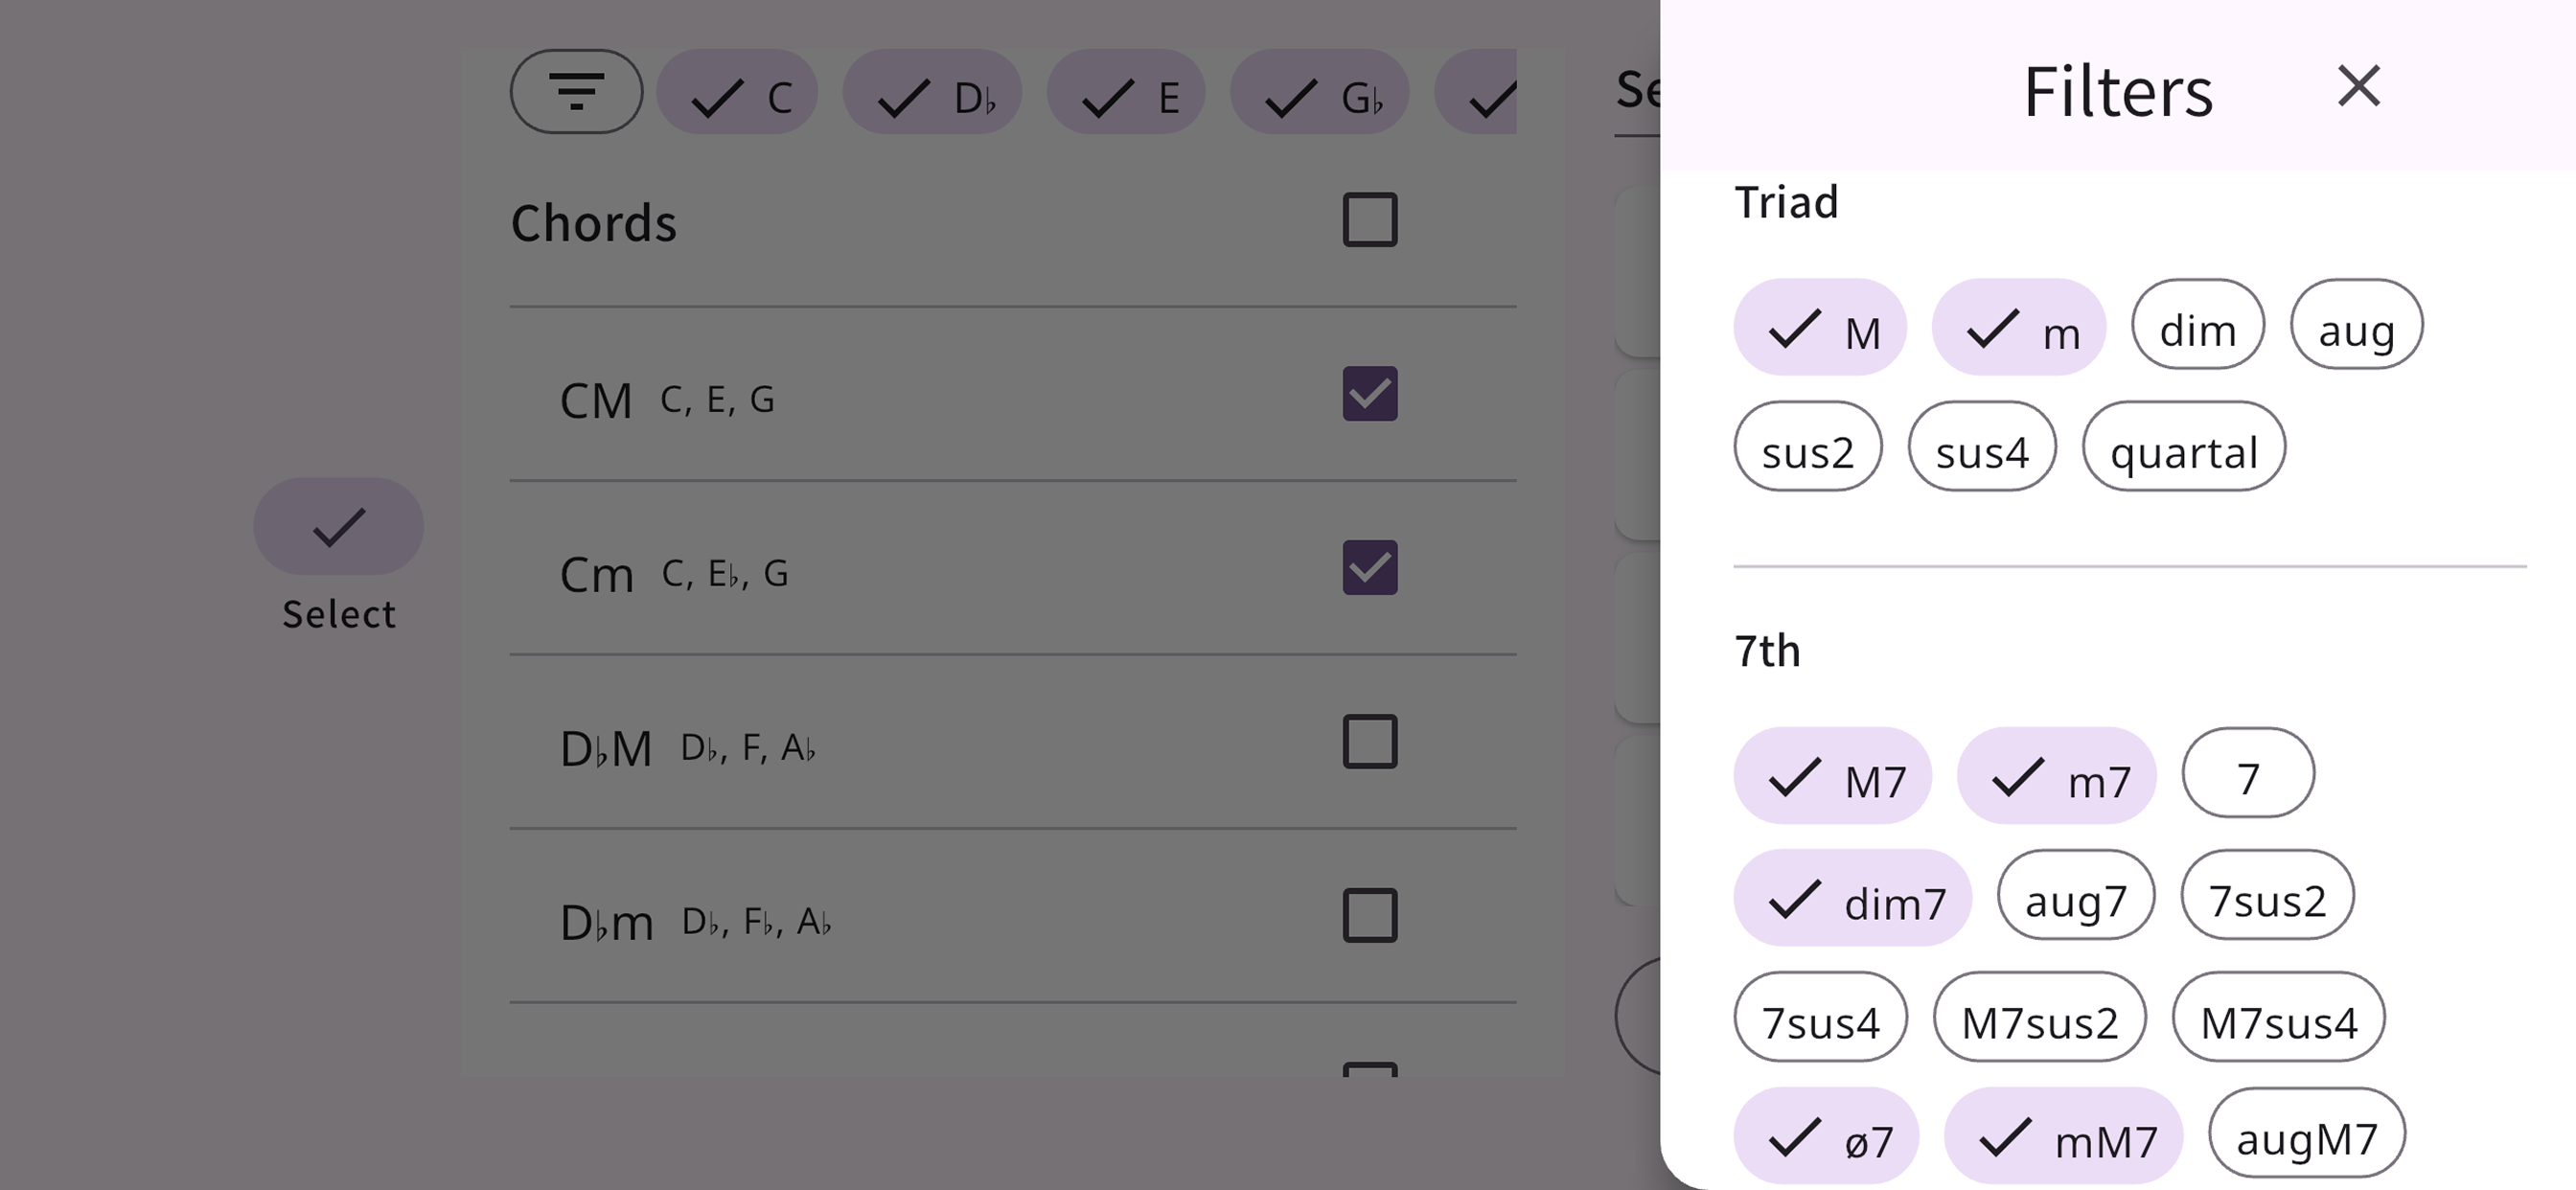 C D♭ E G♭
Chords
CM C, E, G
Cm C, E♭, G
D♭M D♭, F, A♭
D♭m D♭, F♭, A♭
Select
Se
Filters
Triad
M m dim aug
sus2 sus4 quartal
7th
M7 m7 7
dim7 aug7 7sus2
7sus4 M7sus2 M7sus4
ø7 mM7 augM7